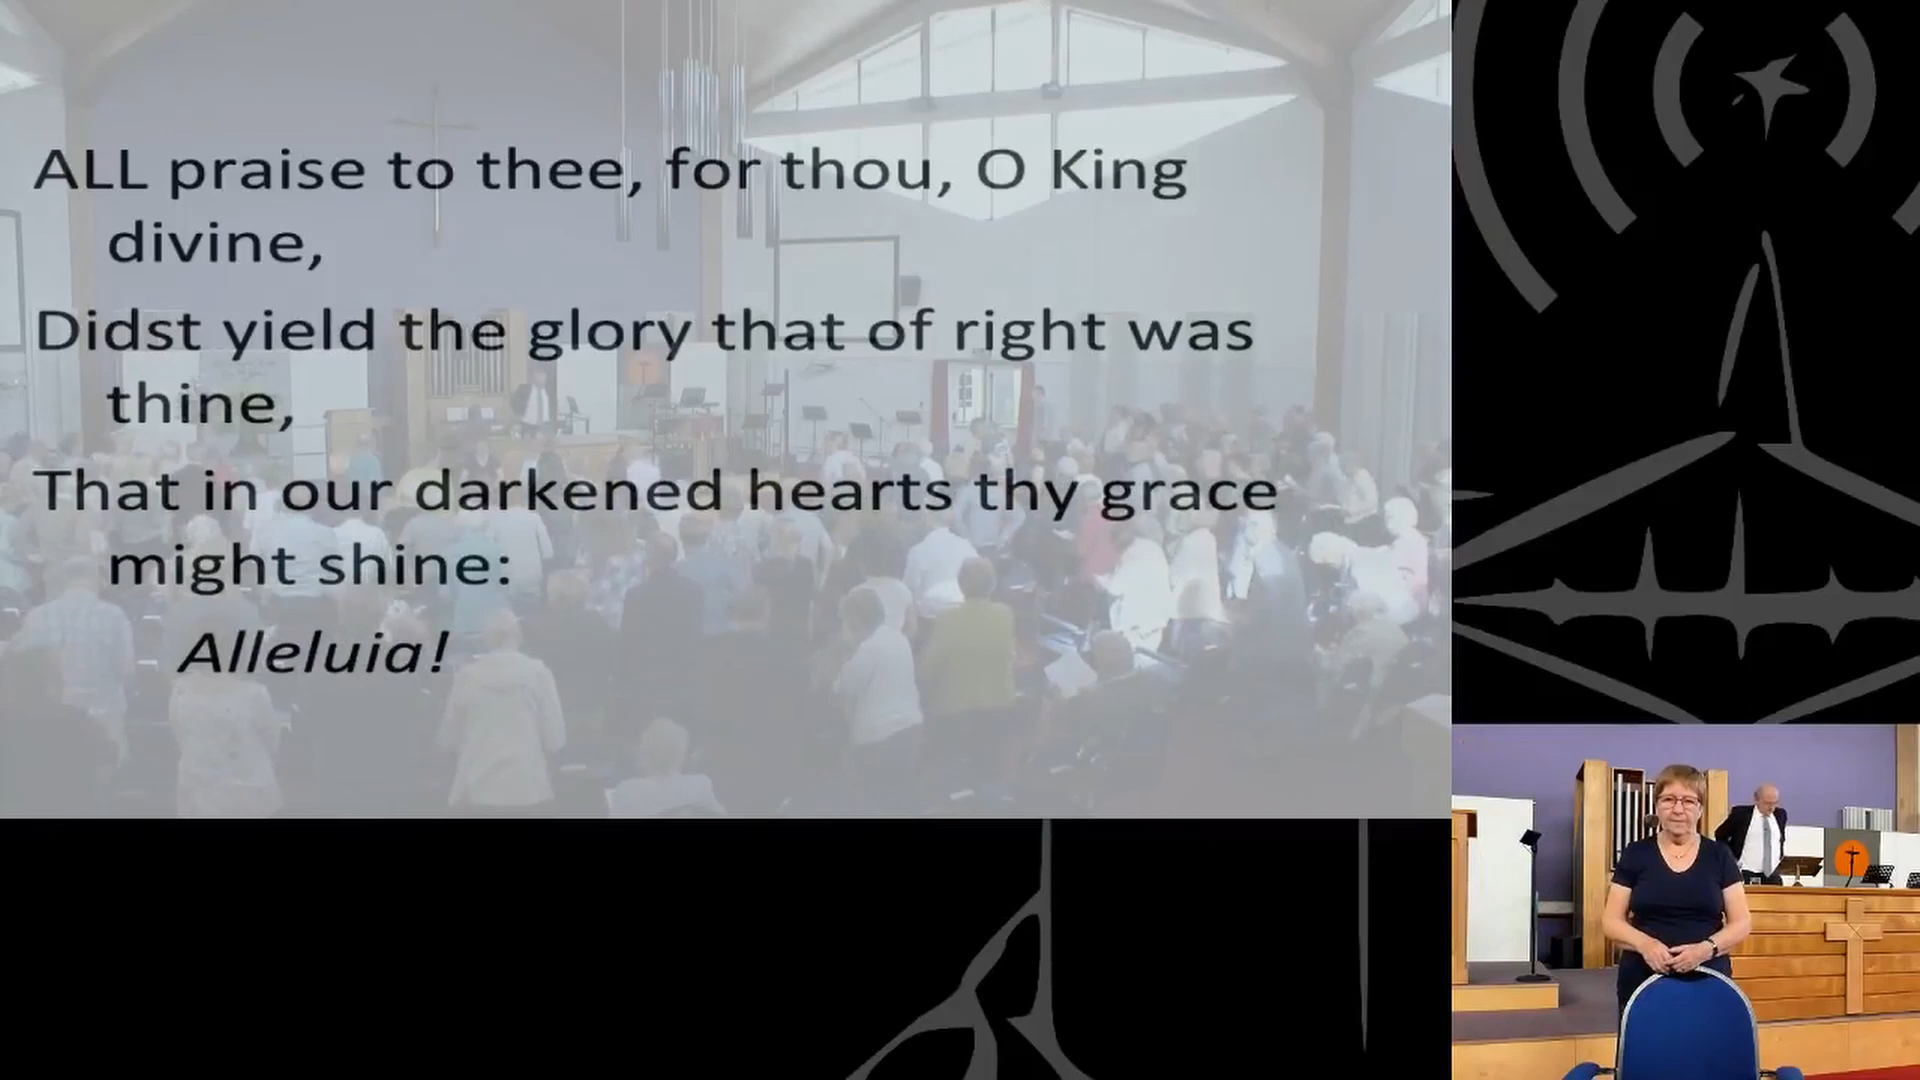 ALL praise to thee, for thou, O King
divine,
Didst yield the glory that of right was
thine,
That in our darkened hearts thy grace
might shine:
Alleluia!